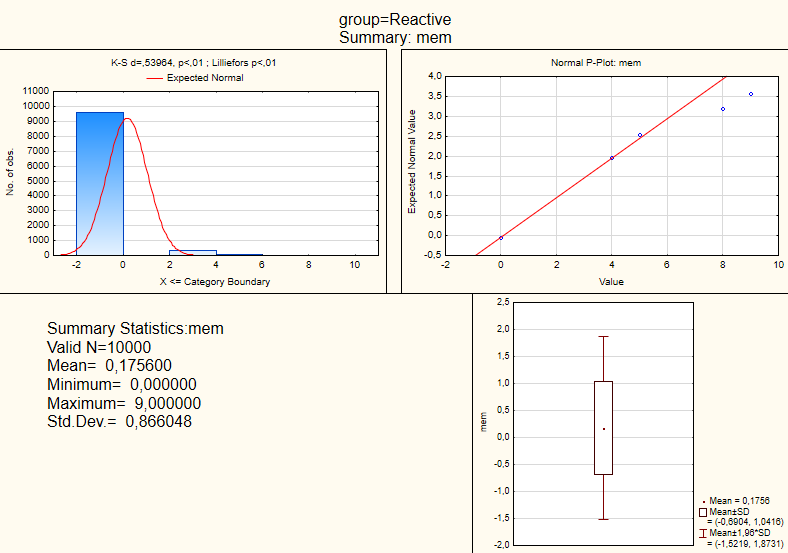 group=Reactive
Summary: mem
K-S d=,53964, p<,01 ; Lilliefors p<,01
Expected Normal
11000
10000
9000
8000
7000
6000
5000
4000
3000
2000
1000
0
No. of obs.
-2 0 2 4 6 8 10
X <= Category Boundary
Normal P-Plot: mem
4,0
3,5
3,0
2,5
2,0
1,5
1,0
0,5
0,0
-0,5
Expected Normal Value
-2 0 2 4 6 8 10
Value
Summary Statistics:mem
Valid N=10000
Mean= 0,175600
Minimum= 0,000000
Maximum= 9,000000
Std.Dev.= 0,866048
2,5
2,0
1,5
1,0
0,5
0,0
-0,5
-1,0
-1,5
-2,0
mem
Mean = 0,1756
Mean±SD
= (-0,6904, 1,0416)
Mean±1,96*SD
= (-1,5219, 1,8731)